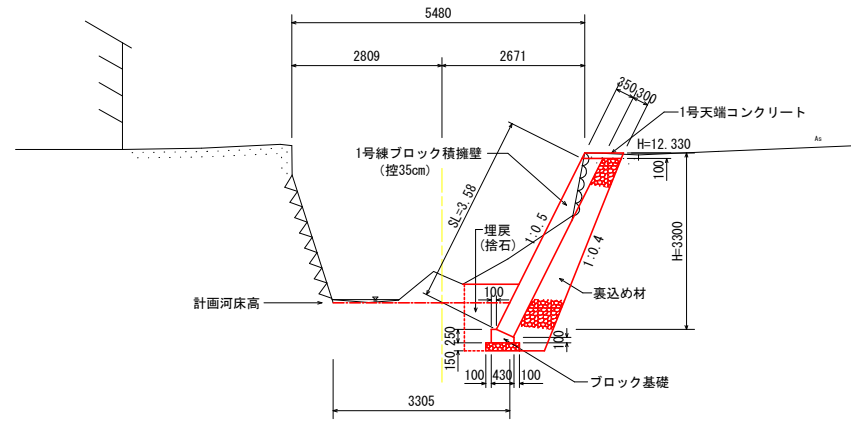 5480
2809
2671
350
300
1号天端コンクリート
As
H=12.330
1号練ブロック積擁壁
(控35cm)
100
SL=3.58
1:0.5
埋戻
(捨石)
1:0.4
H=3300
計画河床高
100
裏込め材
250
150
100
100
430
100
ブロック基礎
3305